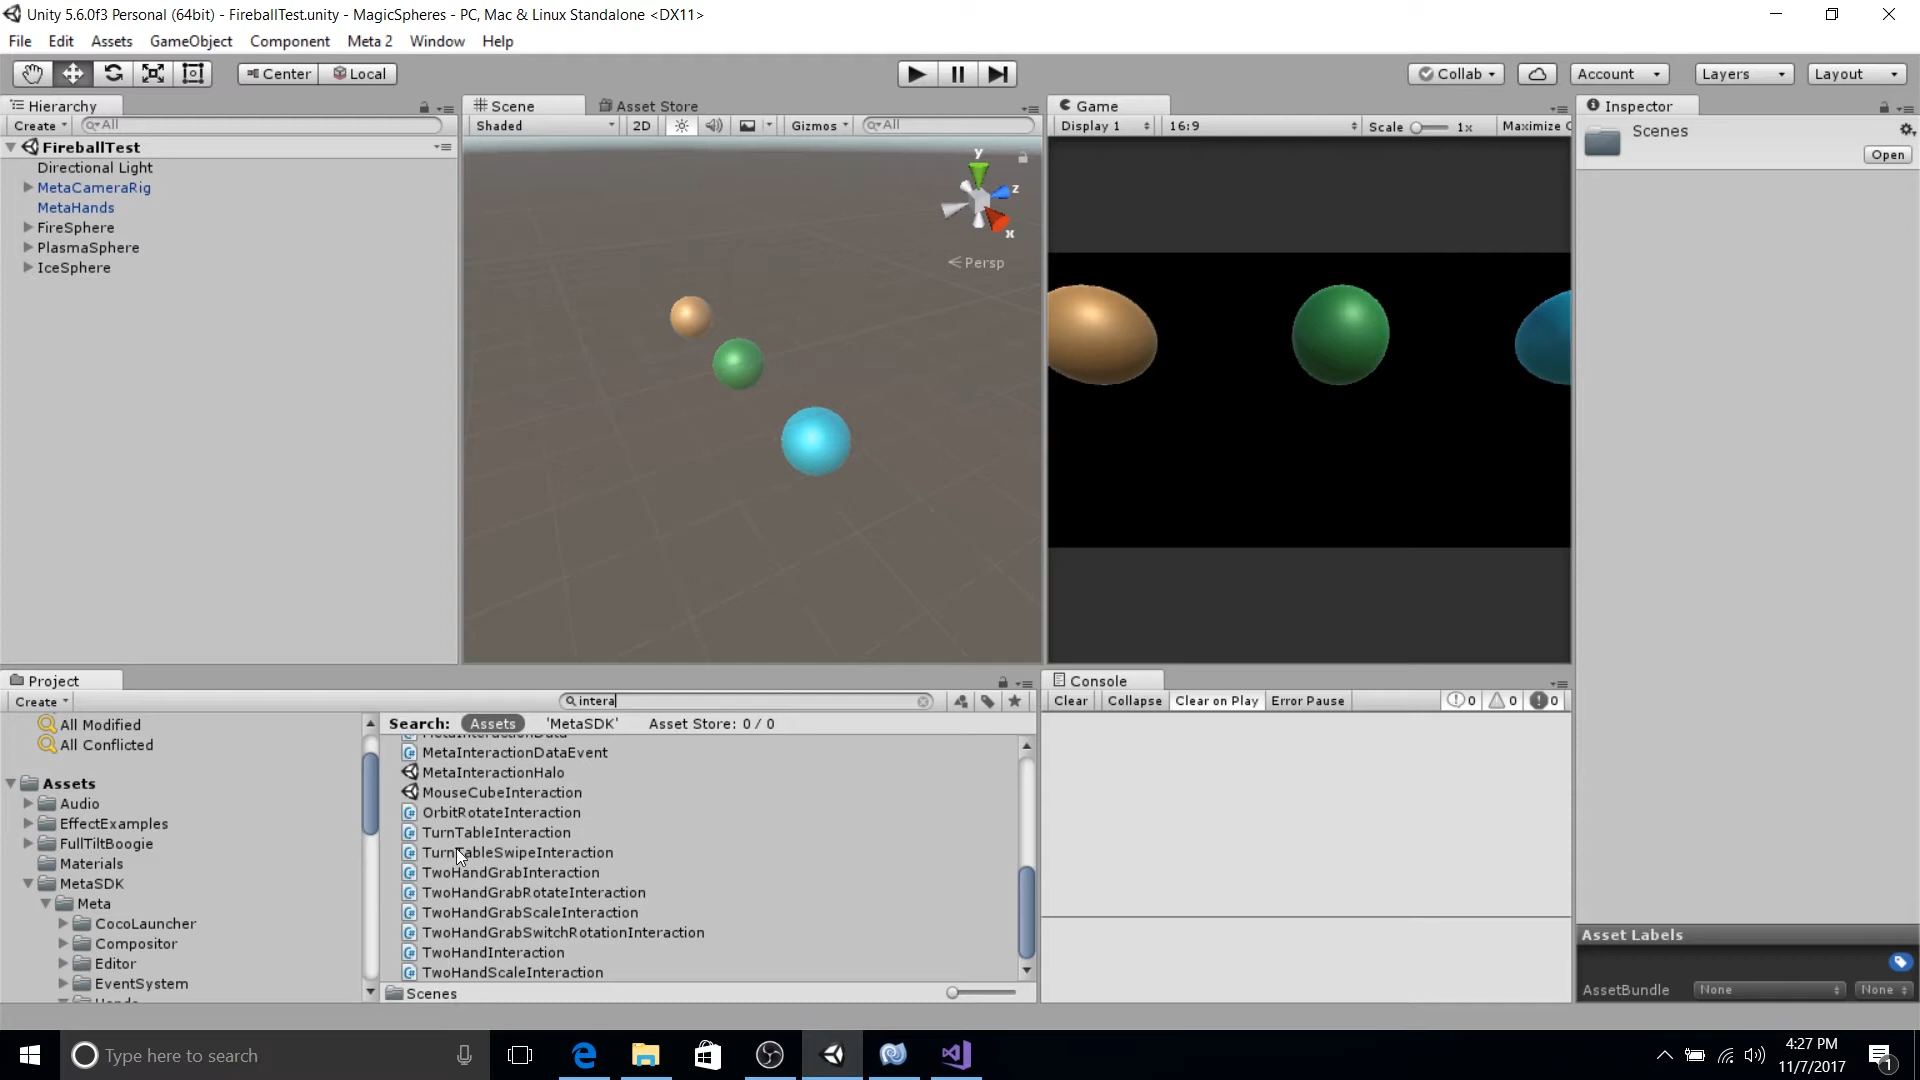 Unity 5.6.0f3 Personal (64bit) - FireballTest.unity - MagicSpheres - PC, Mac & Linux Standalone <DX11>
File Edit Assets GameObject Component Meta 2 Window Help
Center Local Collab Account Layers Layout
Hierarchy
Create All
FireballTest
Directional Light
MetaCameraRig
MetaHands
FireSphere
PlasmaSphere
IceSphere
Scene Asset Store
Shaded 2D Gizmos All
y
z
x
Persp
Game
Display 1 16:9 Scale 1x Maximize
Inspector
Scenes
Open
Project
Create intera
All Modified
All Conflicted
Assets
Audio
EffectExamples
FullTiltBoogie
Materials
MetaSDK
Meta
CocoLauncher
Compositor
Editor
EventSystem
Search: Assets 'MetaSDK' Asset Store: 0 / 0
MetaInteractionData
MetaInteractionDataEvent
MetaInteractionHalo
MouseCubeInteraction
OrbitRotateInteraction
TurnTableInteraction
TurnTableSwipeInteraction
TwoHandGrabInteraction
TwoHandGrabRotateInteraction
TwoHandGrabScaleInteraction
TwoHandGrabSwitchRotationInteraction
TwoHandInteraction
TwoHandScaleInteraction
Scenes
Console
Clear Collapse Clear on Play Error Pause 0 0 0
Asset Labels
AssetBundle None None
Type here to search
4:27 PM
11/7/2017
1